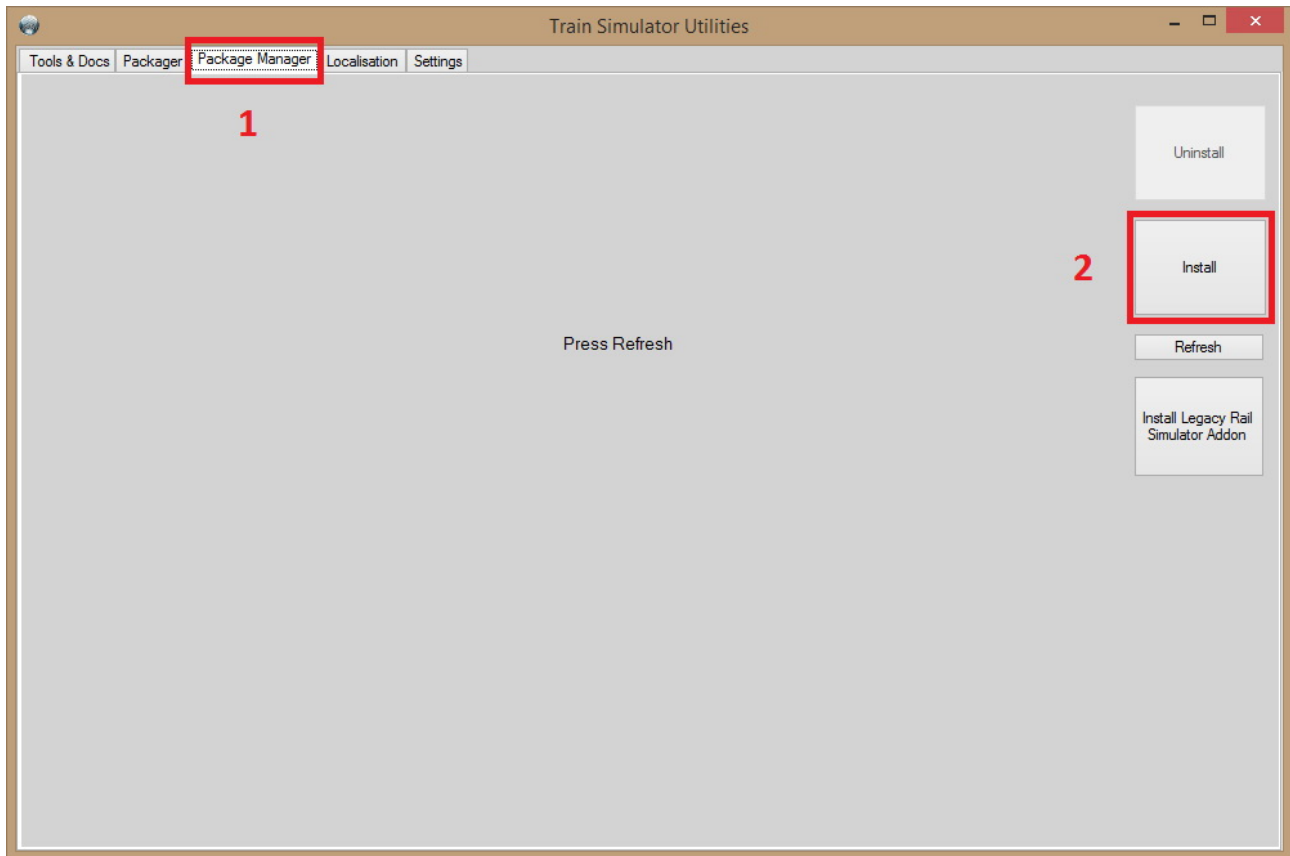 Train Simulator Utilities
Tools & Docs Packager Package Manager Localisation Settings
1
Uninstall
2
Install
Press Refresh
Refresh
Install Legacy Rail
Simulator Addon